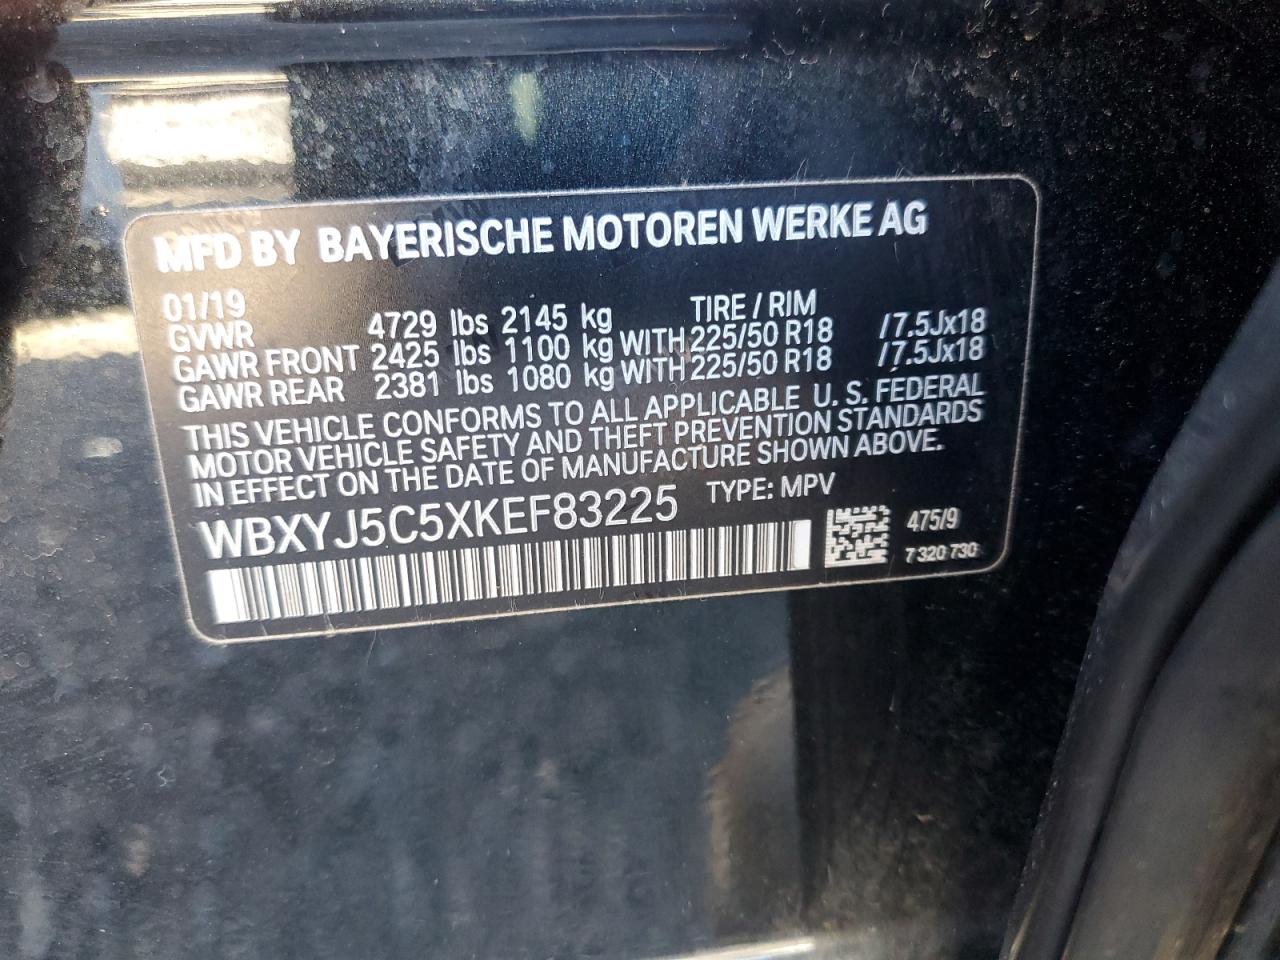 MFD BY BAYERISCHE MOTOREN WERKE AG
01/19 TIRE / RIM
GVWR 4729 lbs 2145 kg
GAWR FRONT 2425 lbs 1100 kg WITH 225/50 R18 /7.5Jx18
GAWR REAR 2381 lbs 1080 kg WITH 225/50 R18 /7.5Jx18
THIS VEHICLE CONFORMS TO ALL APPLICABLE U.S. FEDERAL
MOTOR VEHICLE SAFETY AND THEFT PREVENTION STANDARDS
IN EFFECT ON THE DATE OF MANUFACTURE SHOWN ABOVE.
WBXYJ5C5XKEF83225 TYPE: MPV
475/9
7 320 730